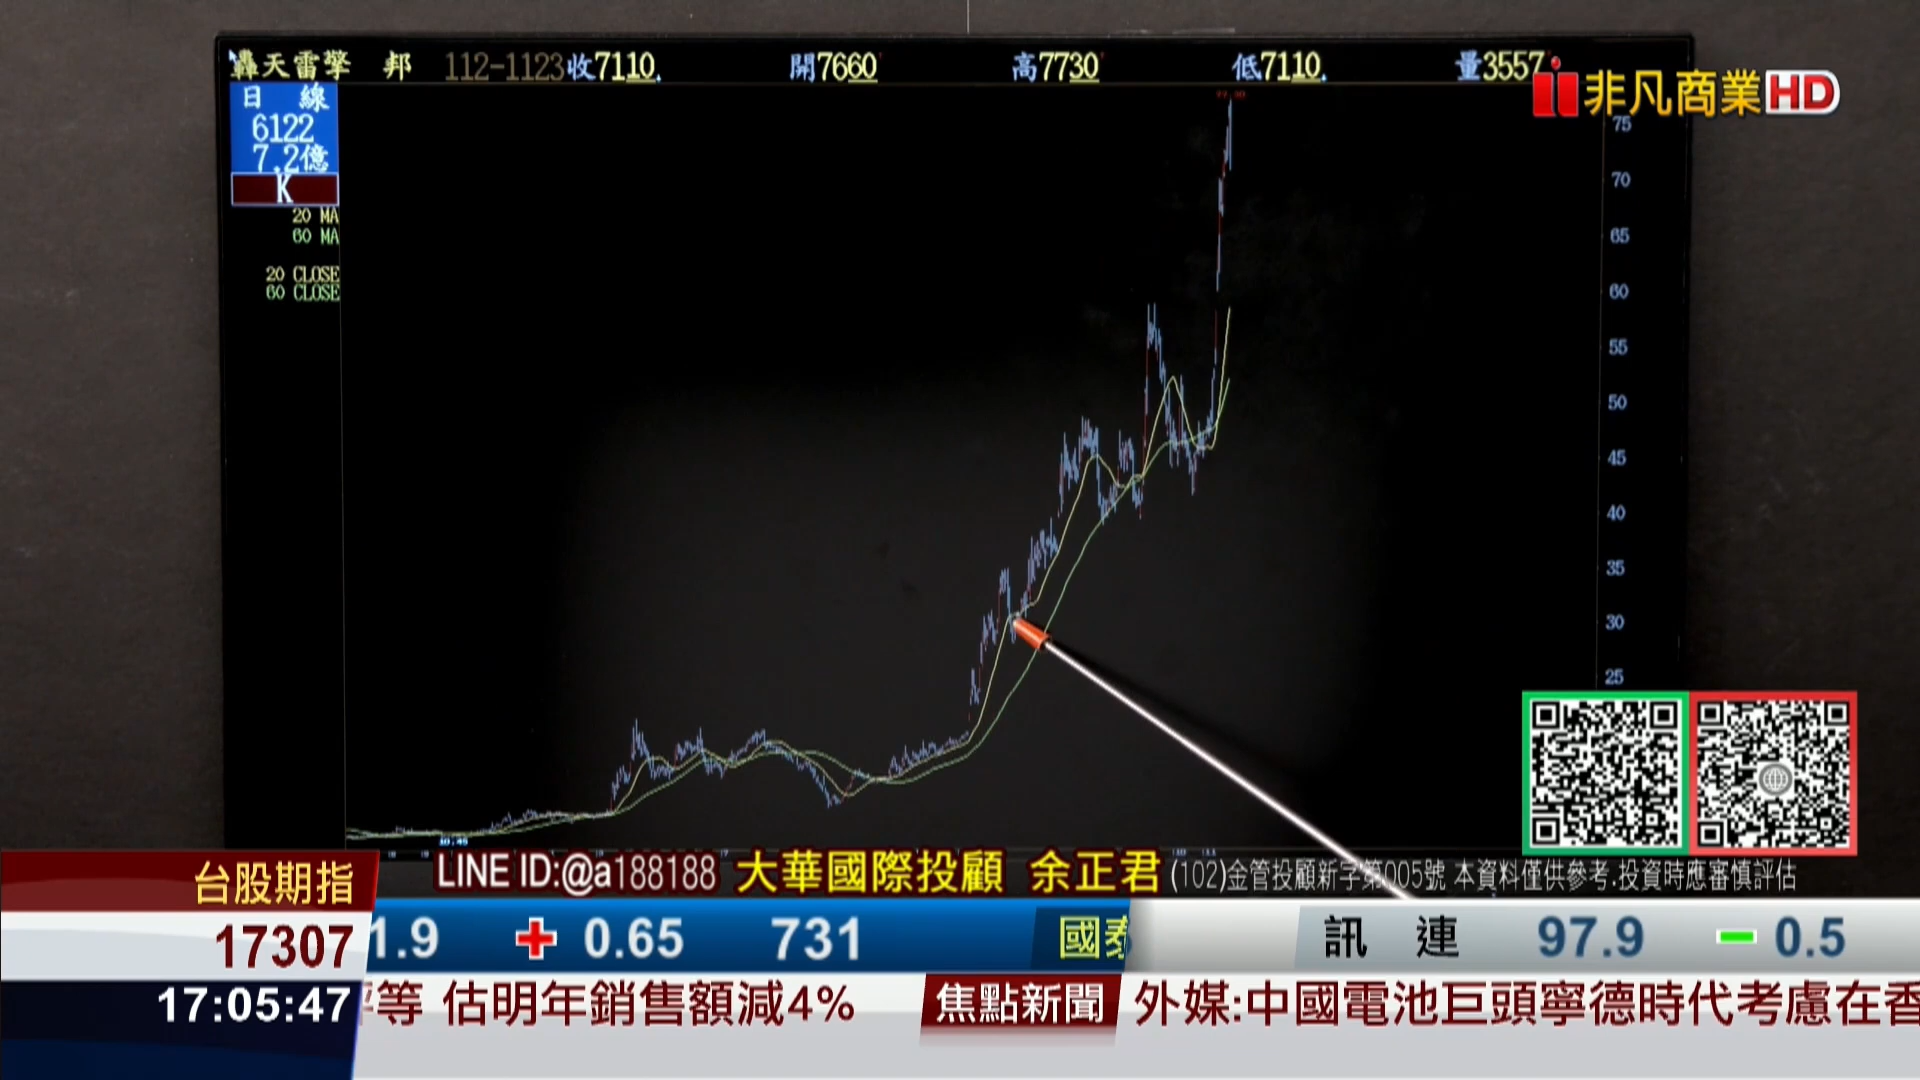 轟天雷擎 邦 112-1123 收7110 開7660 高7730 低7110 量3557
非凡商業HD
日 線
6122
7.2億
K
20 MA
60 MA
20 CLOSE
60 CLOSE
75
70
65
60
55
50
45
40
35
30
25
LINE ID:@a188188 大華國際投顧 余正君 (102)金管投顧新字第005號 本資料僅供參考.投資時應審慎評估
台股期指
17307
1.9 0.65 731 國泰 訊 連 97.9 0.5
17:05:47
評等 估明年銷售額減4% 焦點新聞 外媒:中國電池巨頭寧德時代考慮在香